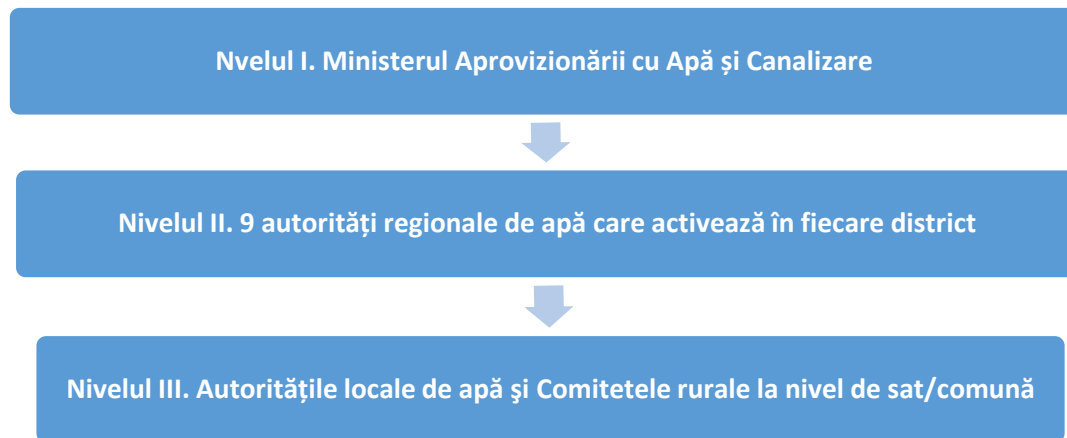 Nvelul I. Ministerul Aprovizionării cu Apă și Canalizare
Nivelul II. 9 autorități regionale de apă care activează în fiecare district
Nivelul III. Autoritățile locale de apă şi Comitetele rurale la nivel de sat/comună